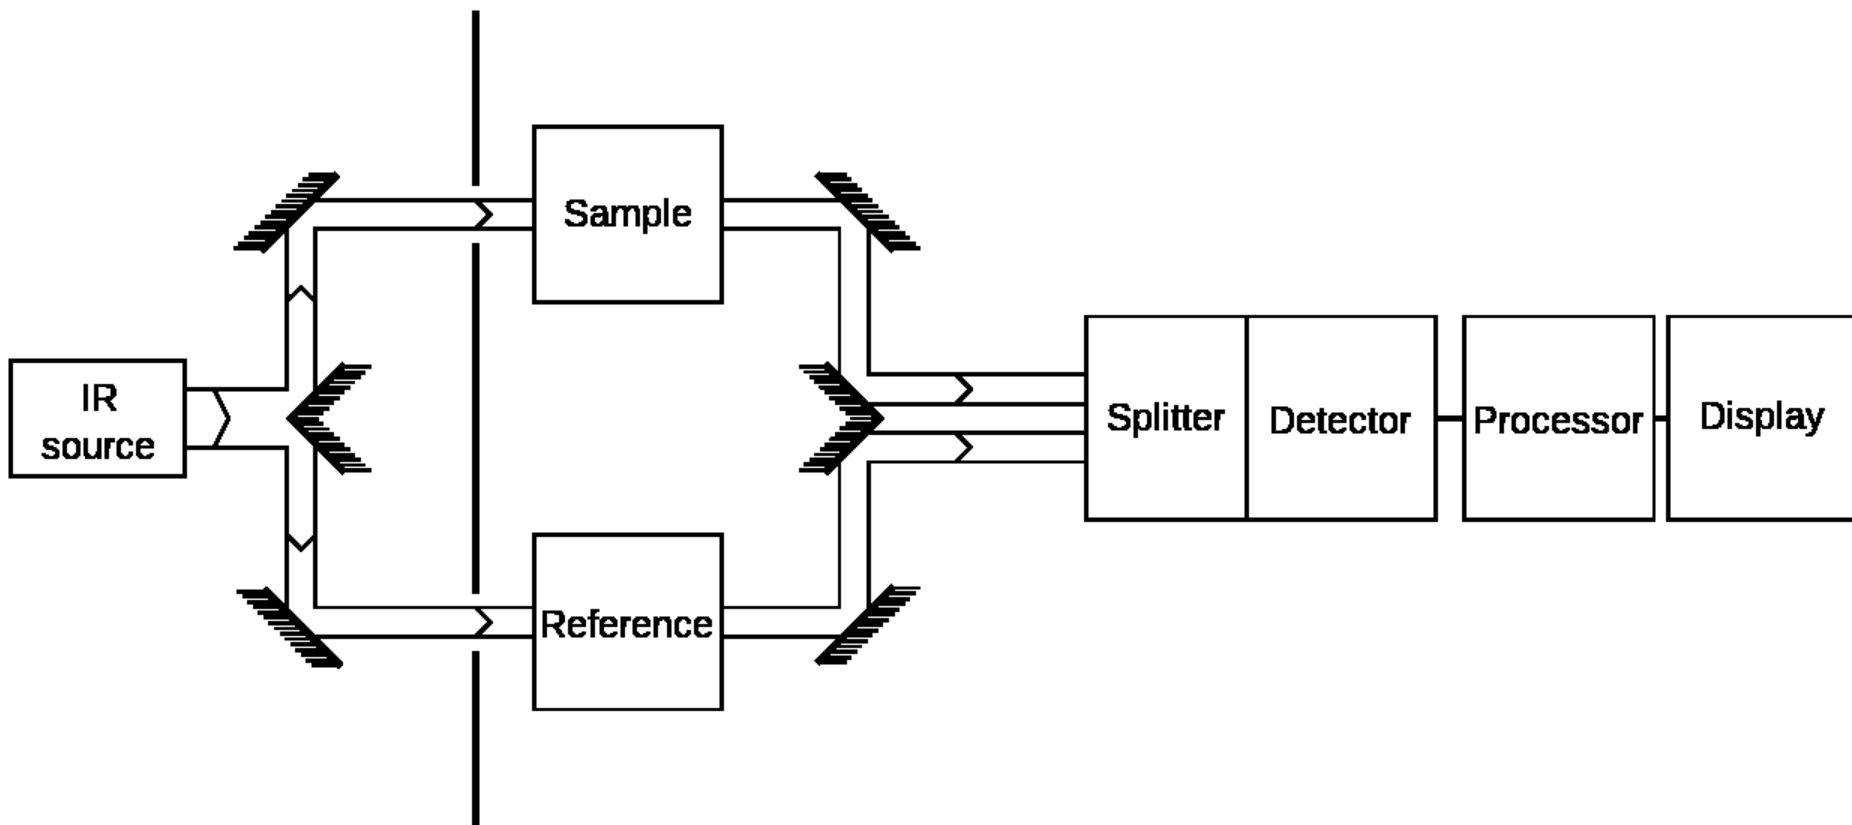 Sample
IR
source
Splitter
Detector
Processor
Display
Reference